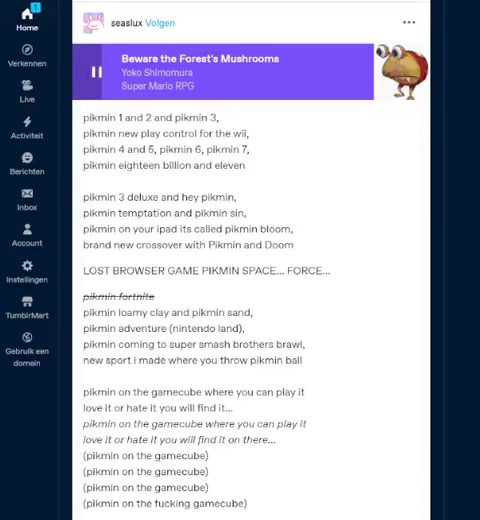 1
Home
Verkennen
Live
Activiteit
Berichten
Inbox
Account
Instellingen
TumblrMart
Gebruik een
domein
seaslux Volgen
Beware the Forest's Mushrooms
Yoko Shimomura
Super Mario RPG
pikmin 1 and 2 and pikmin 3,
pikmin new play control for the wii,
pikmin 4 and 5, pikmin 6, pikmin 7,
pikmin eighteen billion and eleven
pikmin 3 deluxe and hey pikmin,
pikmin temptation and pikmin sin,
pikmin on your ipad its called pikmin bloom,
brand new crossover with Pikmin and Doom
LOST BROWSER GAME PIKMIN SPACE... FORCE...
pikmin fortnite
pikmin loamy clay and pikmin sand,
pikmin adventure (nintendo land),
pikmin coming to super smash brothers brawl,
new sport i made where you throw pikmin ball
pikmin on the gamecube where you can play it
love it or hate it you will find it...
pikmin on the gamecube where you can play it
love it or hate it you will find it on there...
(pikmin on the gamecube)
(pikmin on the gamecube)
(pikmin on the gamecube)
(pikmin on the fucking gamecube)